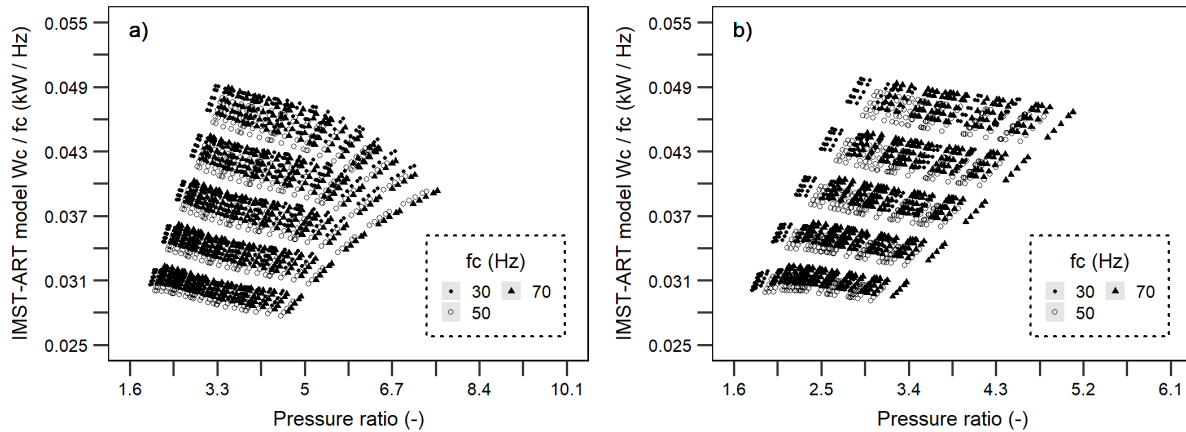 a)
IMST-ART model Wc / fc (kW / Hz)
0.055
0.049
0.043
0.037
0.031
0.025
fc (Hz)
30 70
50
1.6 3.3 5 6.7 8.4 10.1
Pressure ratio (-)
b)
IMST-ART model Wc / fc (kW / Hz)
0.055
0.049
0.043
0.037
0.031
0.025
fc (Hz)
30 70
50
1.6 2.5 3.4 4.3 5.2 6.1
Pressure ratio (-)